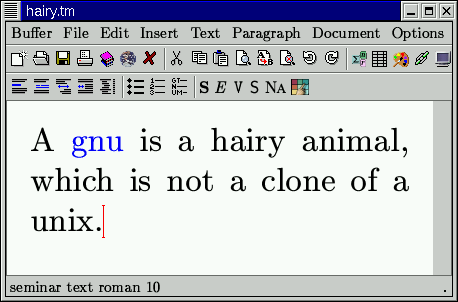 hairy.tm
Buffer File Edit Insert Text Paragraph Document Options
S E V S NA
A gnu is a hairy animal,
which is not a clone of a
unix.
seminar text roman 10 .